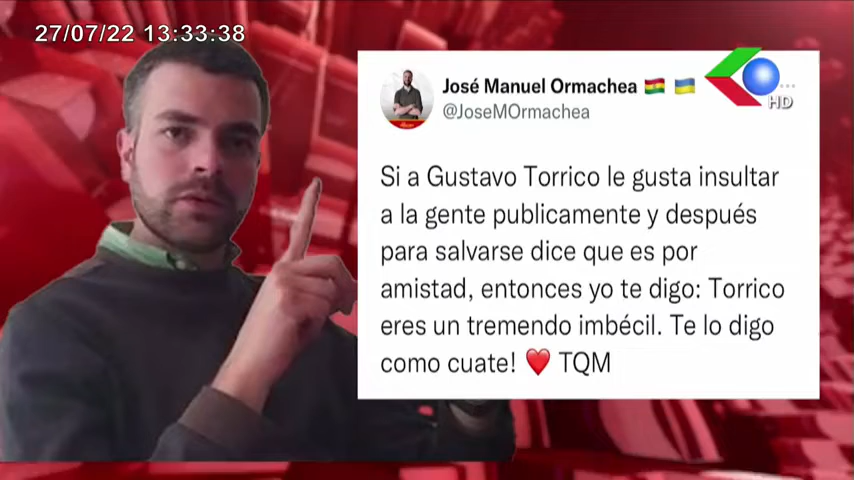 27/07/22 13:33:38
José Manuel Ormachea 🇧🇴 🇺🇦
@JoseMOrmachea
HD
Si a Gustavo Torrico le gusta insultar
a la gente publicamente y después
para salvarse dice que es por
amistad, entonces yo te digo: Torrico
eres un tremendo imbécil. Te lo digo
como cuate! ❤️ TQM